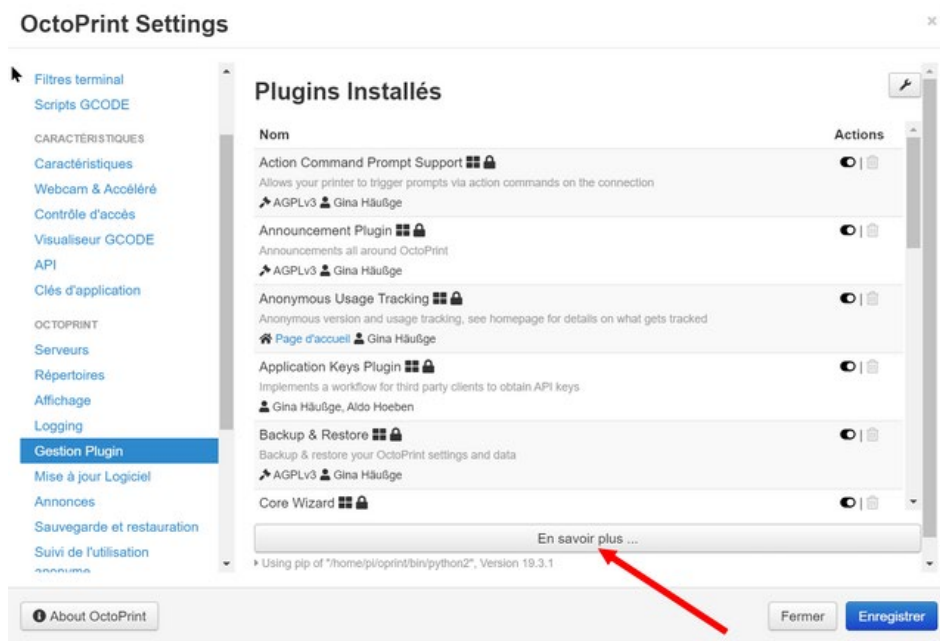 OctoPrint Settings
×
Filtres terminal
Scripts GCODE
CARACTÉRISTIQUES
Caractéristiques
Webcam & Accéléré
Contrôle d'accès
Visualiseur GCODE
API
Clés d'application
OCTOPRINT
Serveurs
Répertoires
Affichage
Logging
Gestion Plugin
Mise à jour Logiciel
Annonces
Sauvegarde et restauration
Suivi de l'utilisation
anonyme
Plugins Installés
Nom Actions
Action Command Prompt Support
|
Allows your printer to trigger prompts via action commands on the connection
AGPLv3 Gina Häußge
Announcement Plugin
|
Announcements all around OctoPrint
AGPLv3 Gina Häußge
Anonymous Usage Tracking
|
Anonymous version and usage tracking, see homepage for details on what gets tracked
Page d'accueil Gina Häußge
Application Keys Plugin
|
Implements a workflow for third party clients to obtain API keys
Gina Häußge, Aldo Hoeben
Backup & Restore
|
Backup & restore your OctoPrint settings and data
AGPLv3 Gina Häußge
Core Wizard
|
En savoir plus ...
Using pip of "/home/pi/oprint/bin/python2", Version 19.3.1
About OctoPrint
Fermer
Enregistrer